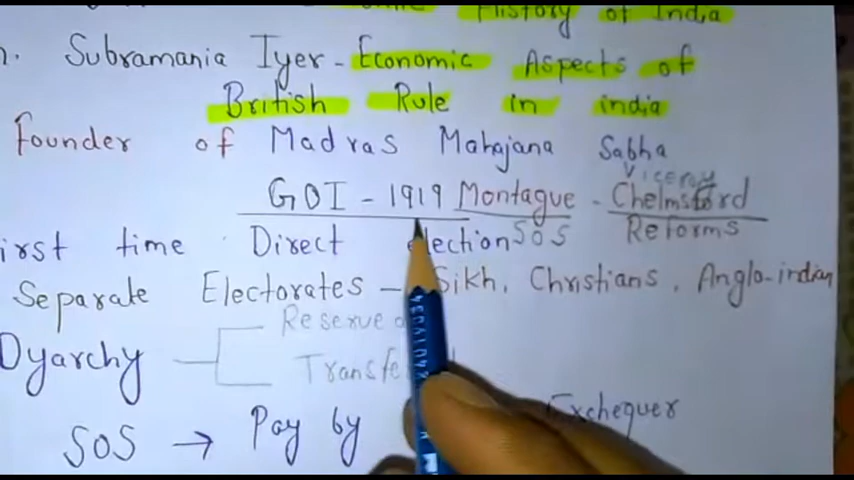 History of India
n. Subramania Iyer - Economic Aspects of
British Rule in india
Founder of Madras Mahajana Sabha
Viceroy
GOI - 1919 Montague - Chelmsford
irst time Direct election SOS Reforms
Separate Electorates - Sikh, Christians, Anglo-indian
Reserve
Dyarchy
Transfe
SOS → Pay by Exchequer